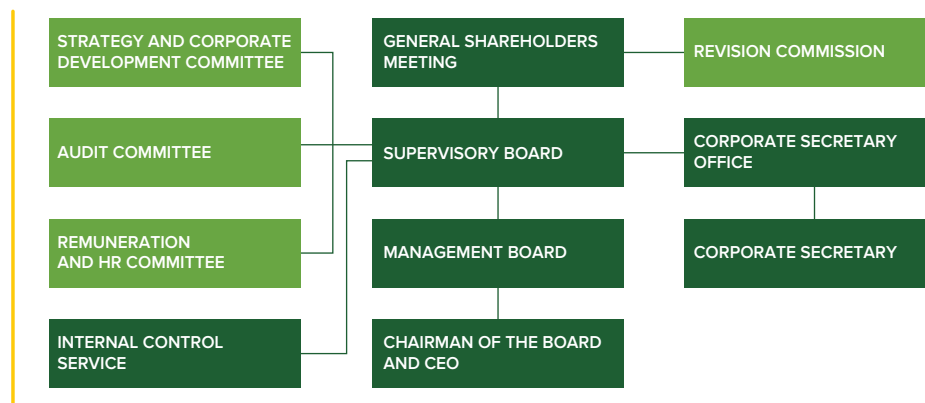 STRATEGY AND CORPORATE
DEVELOPMENT COMMITTEE
GENERAL SHAREHOLDERS
MEETING
REVISION COMMISSION
AUDIT COMMITTEE
SUPERVISORY BOARD
CORPORATE SECRETARY
OFFICE
REMUNERATION
AND HR COMMITTEE
MANAGEMENT BOARD
CORPORATE SECRETARY
INTERNAL CONTROL
SERVICE
CHAIRMAN OF THE BOARD
AND CEO